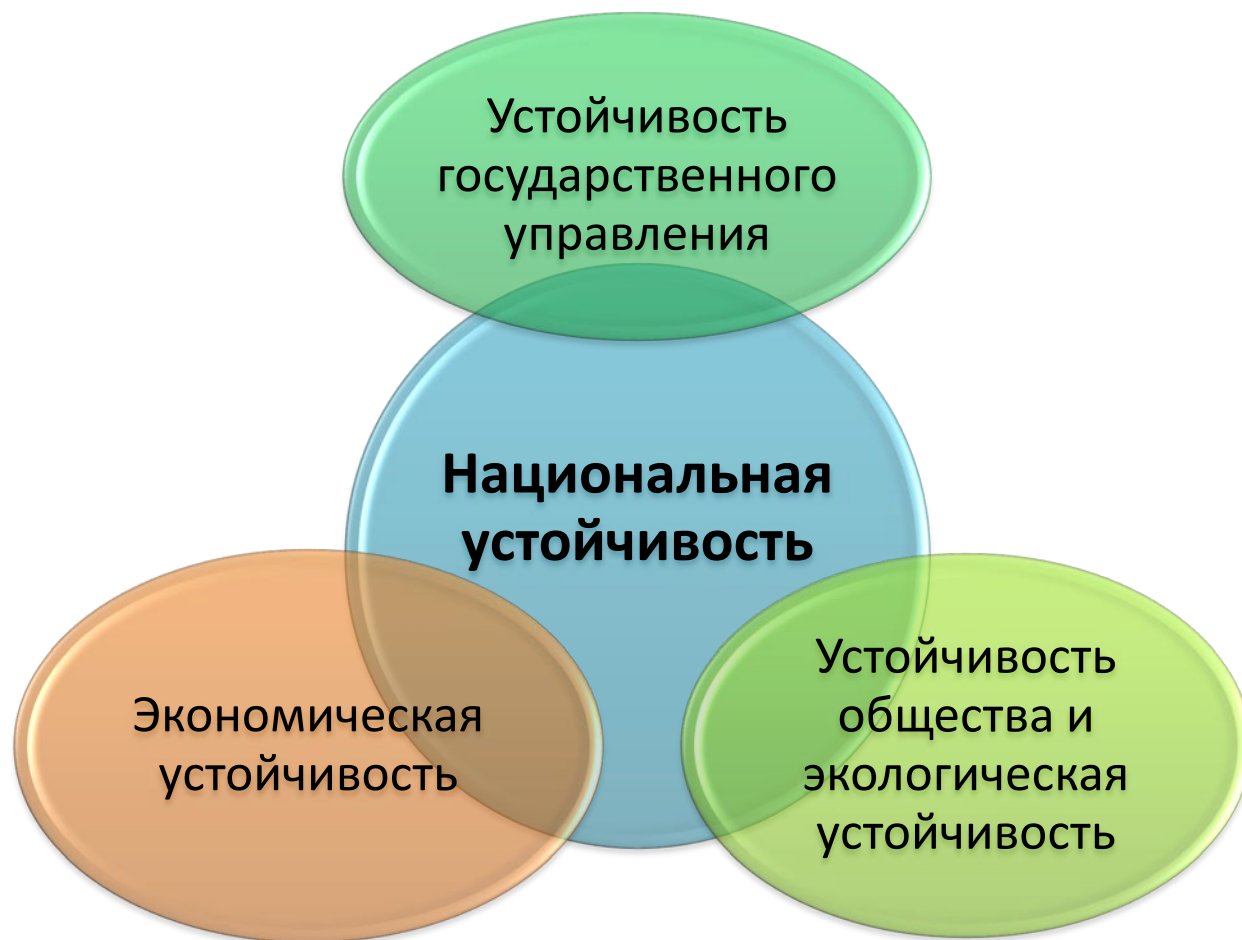 Устойчивость
государственного
управления
Национальная
устойчивость
Экономическая
устойчивость
Устойчивость
общества и
экологическая
устойчивость